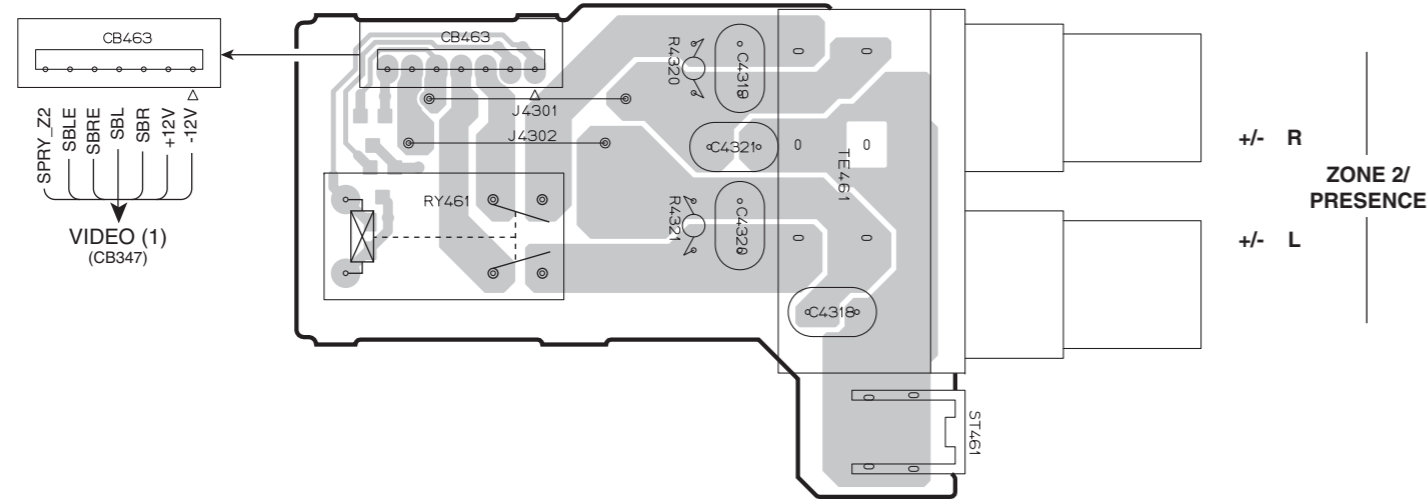 CB463
SPRY_Z2
SBLE
SBRE
SBL
SBR
+12V
-12V
VIDEO (1)
(CB347)
CB463
J4301
J4302
RY461
R4320
C4319
C4321
R4321
C4320
C4318
TE461
ST461
+/- R
ZONE 2/
PRESENCE
+/- L